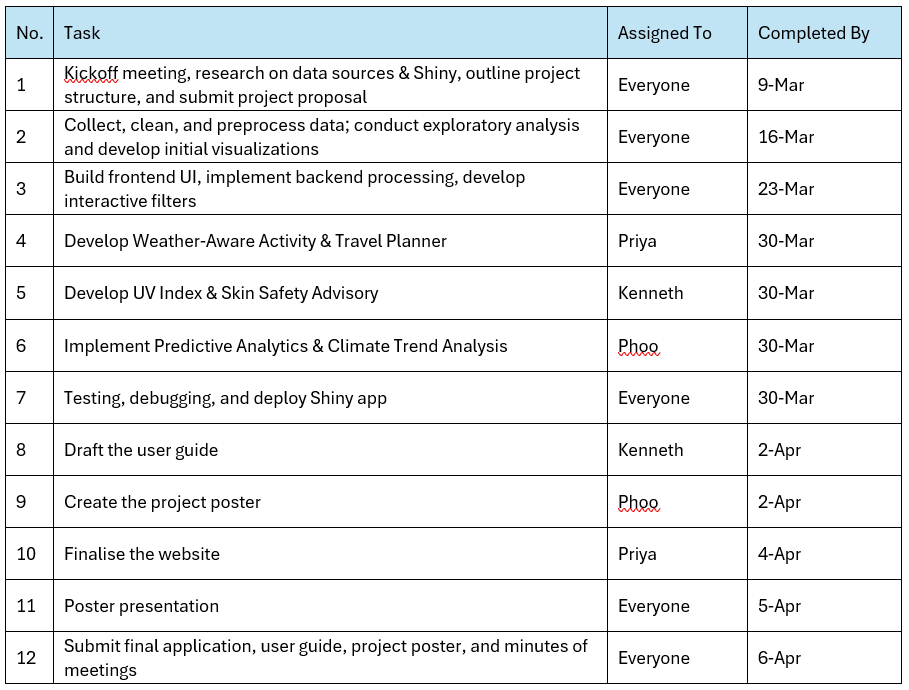 No. Task Assigned To Completed By
Kickoff meeting, research on data sources & Shiny, outline project
1 Everyone 9-Mar
structure, and submit project proposal
Collect, clean, and preprocess data; conduct exploratory analysis
2 Everyone 16-Mar
and develop initial visualizations
Build frontend UI, implement backend processing, develop
3 Everyone 23-Mar
interactive filters
4 Develop Weather-Aware Activity & Travel Planner Priya 30-Mar
5 Develop UV Index & Skin Safety Advisory Kenneth 30-Mar
6 Implement Predictive Analytics & Climate Trend Analysis Phoo 30-Mar
7 Testing, debugging, and deploy Shiny app Everyone 30-Mar
8 Draft the user guide Kenneth 2-Apr
9 Create the project poster Phoo 2-Apr
10 Finalise the website Priya 4-Apr
11 Poster presentation Everyone 5-Apr
Submit final application, user guide, project poster, and minutes of
12 Everyone 6-Apr
meetings